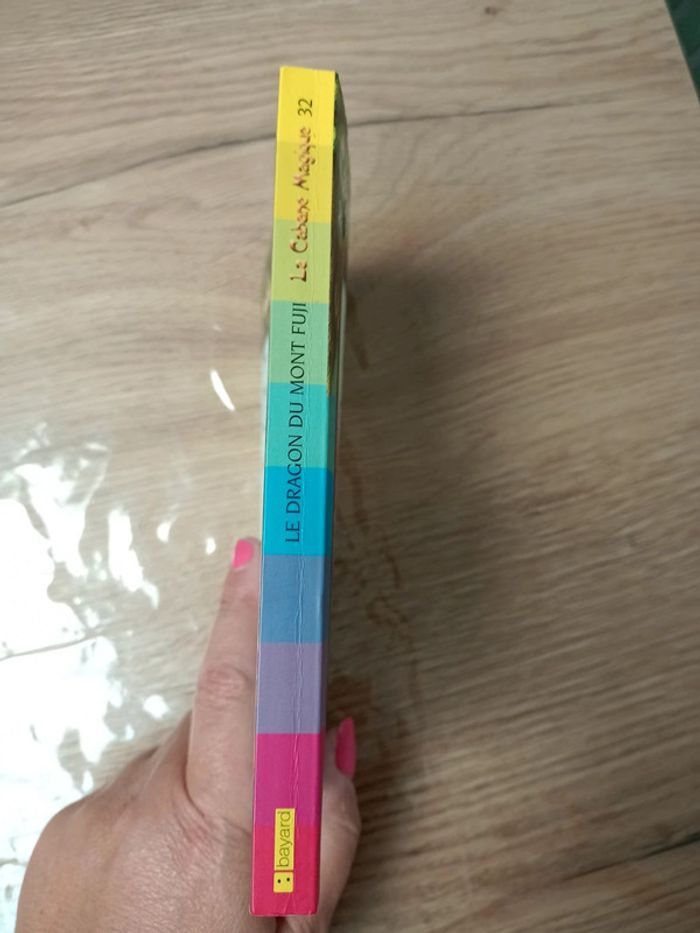 La Cabane Magique 32
LE DRAGON DU MONT FUJI
bayard